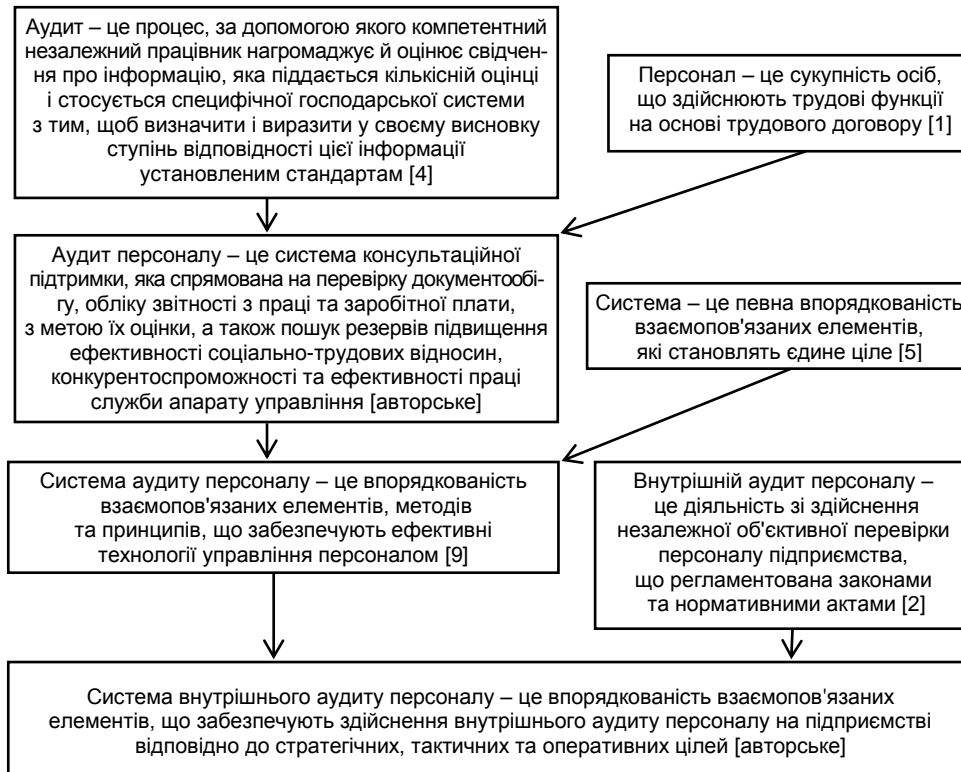 Аудит – це процес, за допомогою якого компетентний
незалежний працівник нагромаджує й оцінює свідчен-
ня про інформацію, яка піддається кількісній оцінці
і стосується специфічної господарської системи
з тим, щоб визначити і виразити у своєму висновку
ступінь відповідності цієї інформації
установленим стандартам [4]
Персонал – це сукупність осіб,
що здійснюють трудові функції
на основі трудового договору [1]
Аудит персоналу – це система консультаційної
підтримки, яка спрямована на перевірку документообі-
гу, обліку звітності з праці та заробітної плати,
з метою їх оцінки, а також пошук резервів підвищення
ефективності соціально-трудових відносин,
конкурентоспроможності та ефективності праці
служби апарату управління [авторське]
Система – це певна впорядкованість
взаємопов'язаних елементів,
які становлять єдине ціле [5]
Система аудиту персоналу – це впорядкованість
взаємопов'язаних елементів, методів
та принципів, що забезпечують ефективні
технології управління персоналом [9]
Внутрішній аудит персоналу –
це діяльність зі здійснення
незалежної об'єктивної перевірки
персоналу підприємства,
що регламентована законами
та нормативними актами [2]
Система внутрішнього аудиту персоналу – це впорядкованість взаємопов'язаних
елементів, що забезпечують здійснення внутрішнього аудиту персоналу на підприємстві
відповідно до стратегічних, тактичних та оперативних цілей [авторське]